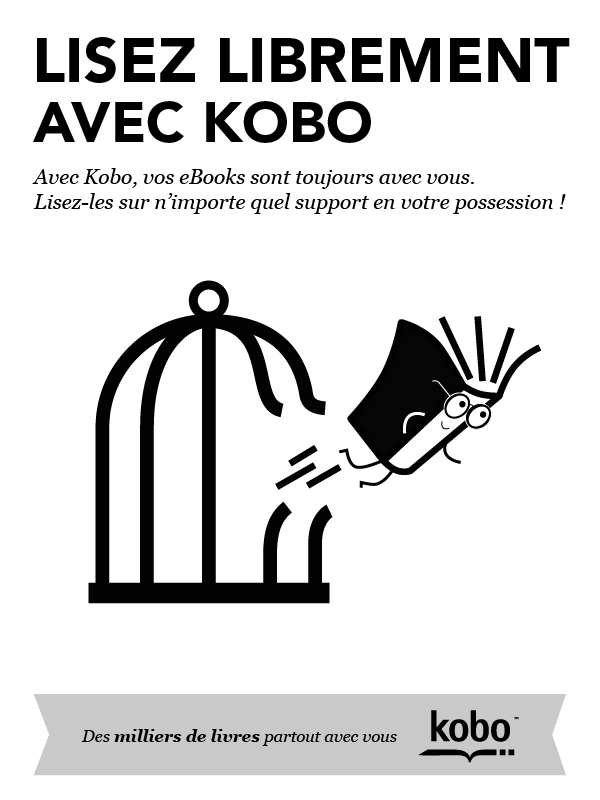 LISEZ LIBREMENT
AVEC KOBO
Avec Kobo, vos eBooks sont toujours avec vous.
Lisez-les sur n’importe quel support en votre possession !
Des milliers de livres partout avec vous
kobo™